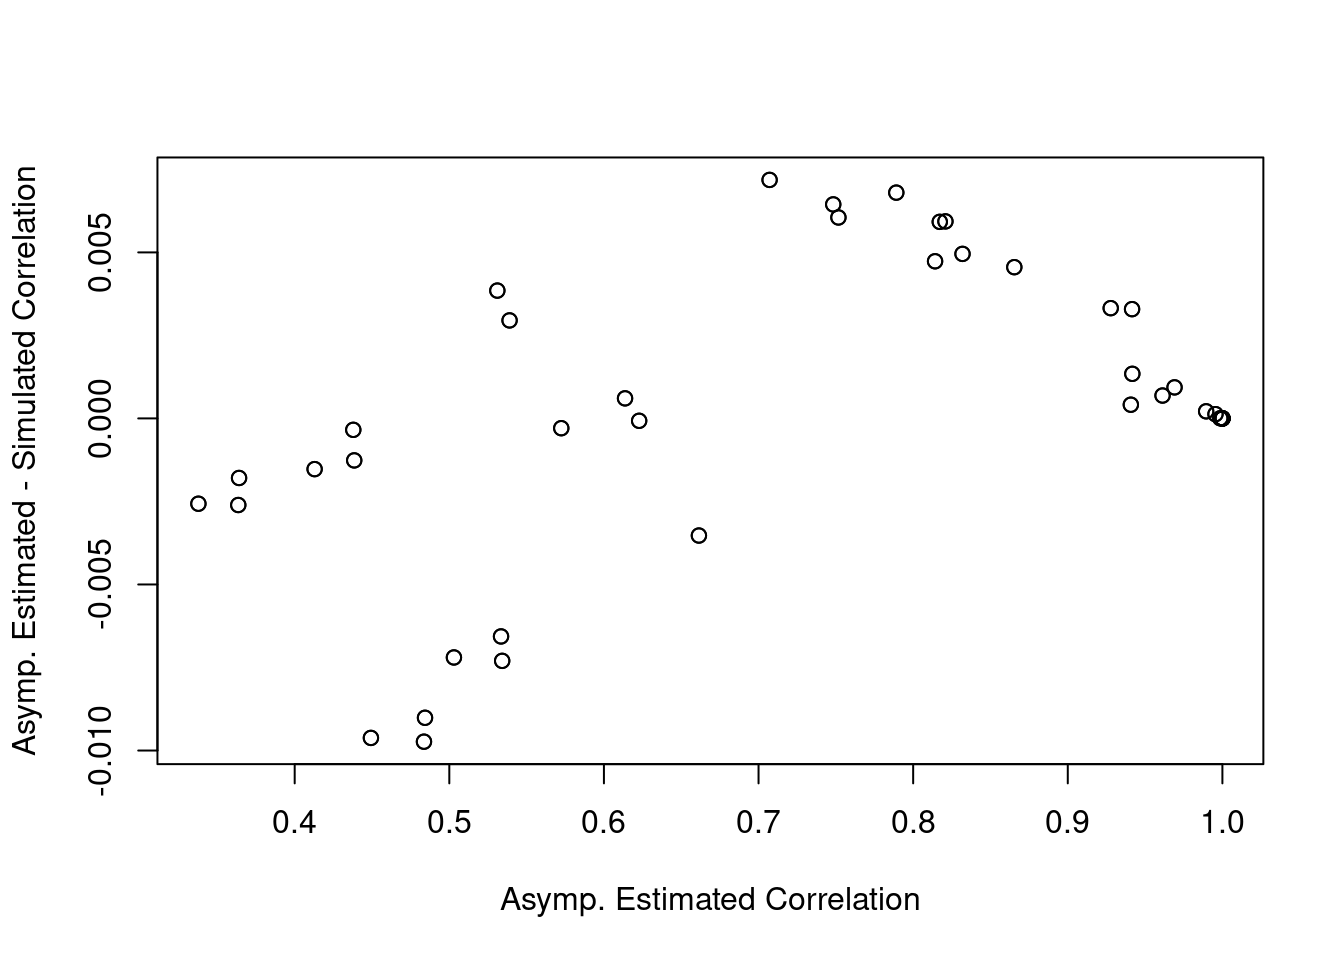 Asymp. Estimated - Simulated Correlation
0.005
0.000
-0.005
-0.010
0.4 0.5 0.6 0.7 0.8 0.9 1.0
Asymp. Estimated Correlation